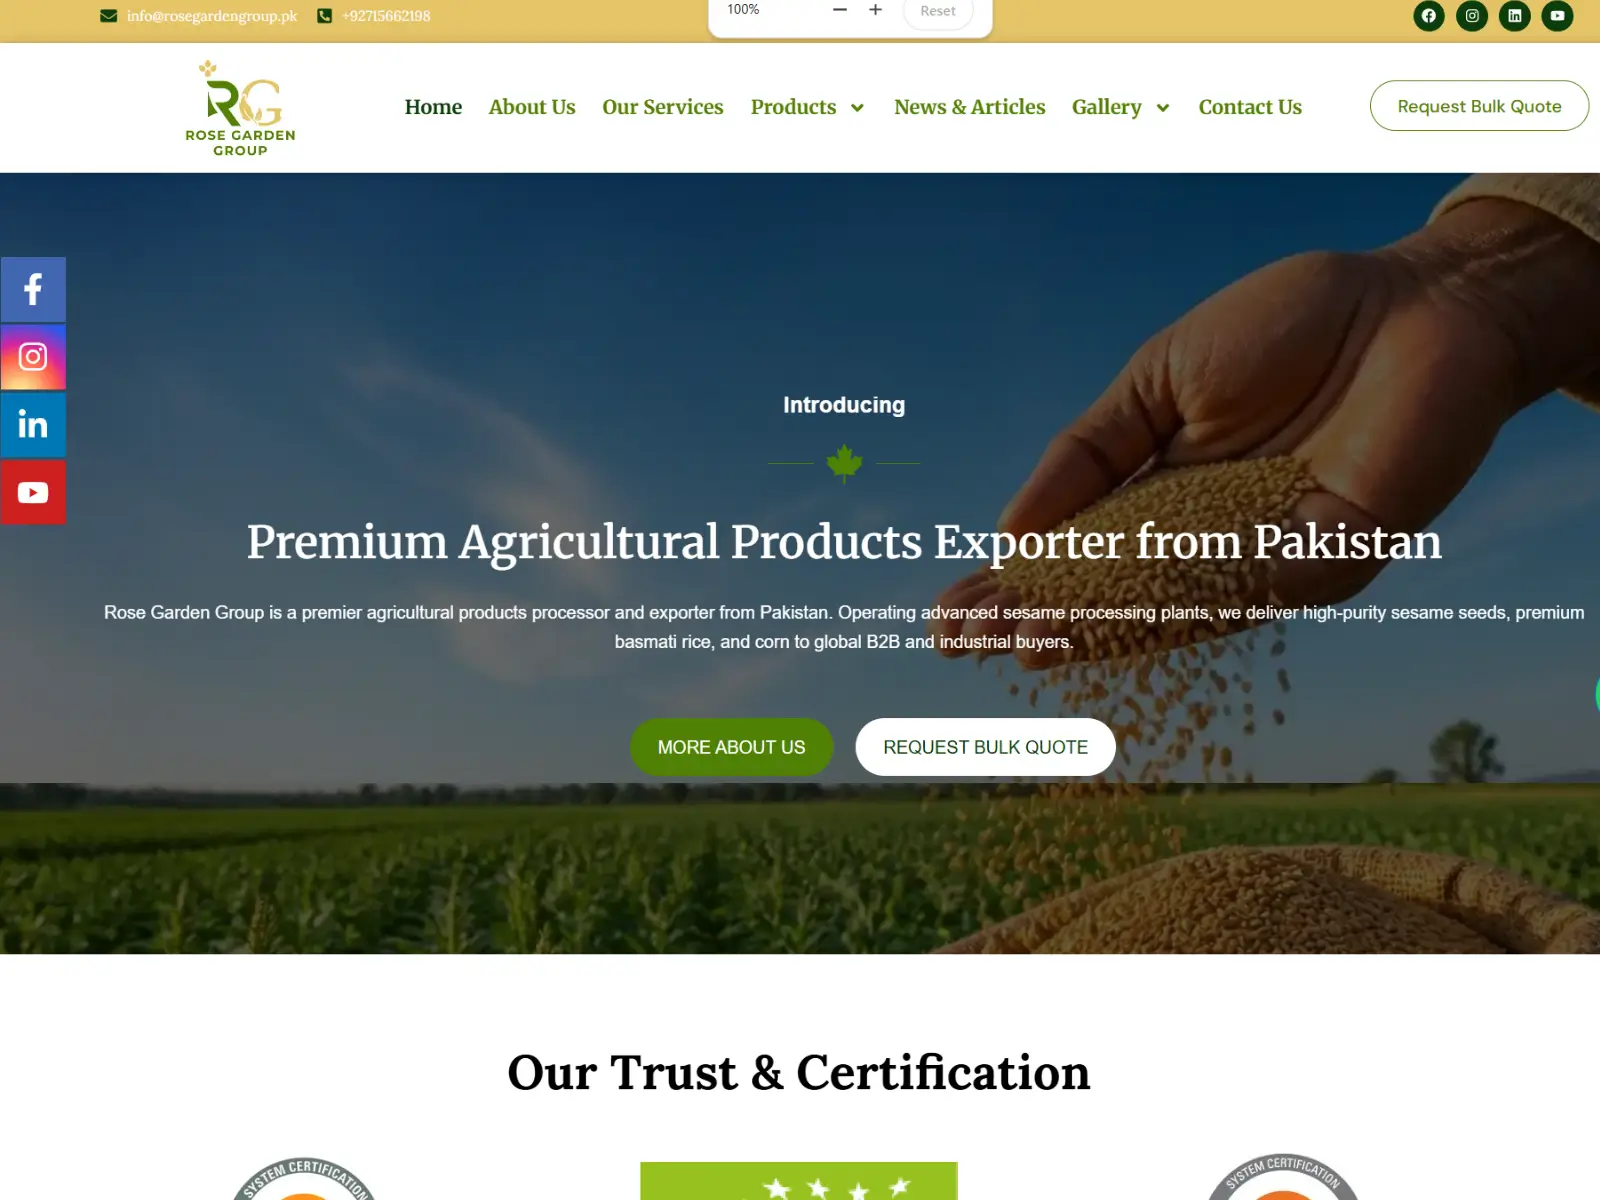 info@rosegardengroup.pk +92715662198
100% Reset
RG
ROSE GARDEN
GROUP
Home About Us Our Services Products News & Articles Gallery Contact Us Request Bulk Quote
Introducing
Premium Agricultural Products Exporter from Pakistan
Rose Garden Group is a premier agricultural products processor and exporter from Pakistan. Operating advanced sesame processing plants, we deliver high-purity sesame seeds, premium
basmati rice, and corn to global B2B and industrial buyers.
MORE ABOUT US REQUEST BULK QUOTE
Our Trust & Certification
SYSTEM CERTIFICATION
SYSTEM CERTIFICATION